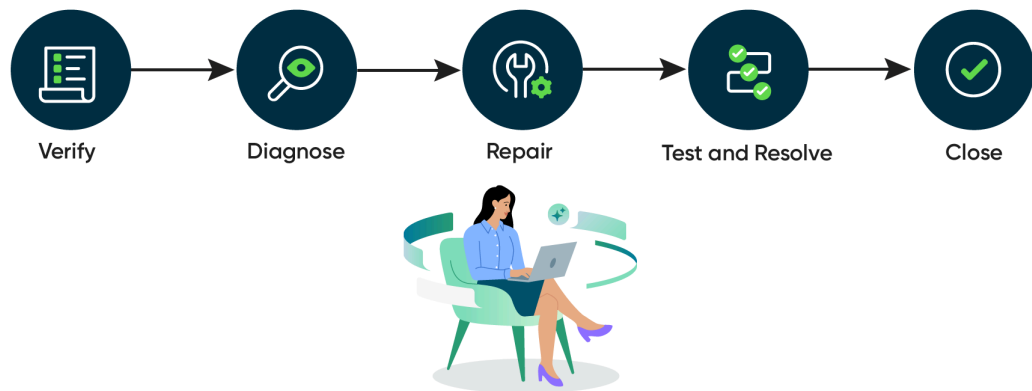 Verify
Diagnose
Repair
Test and Resolve
Close